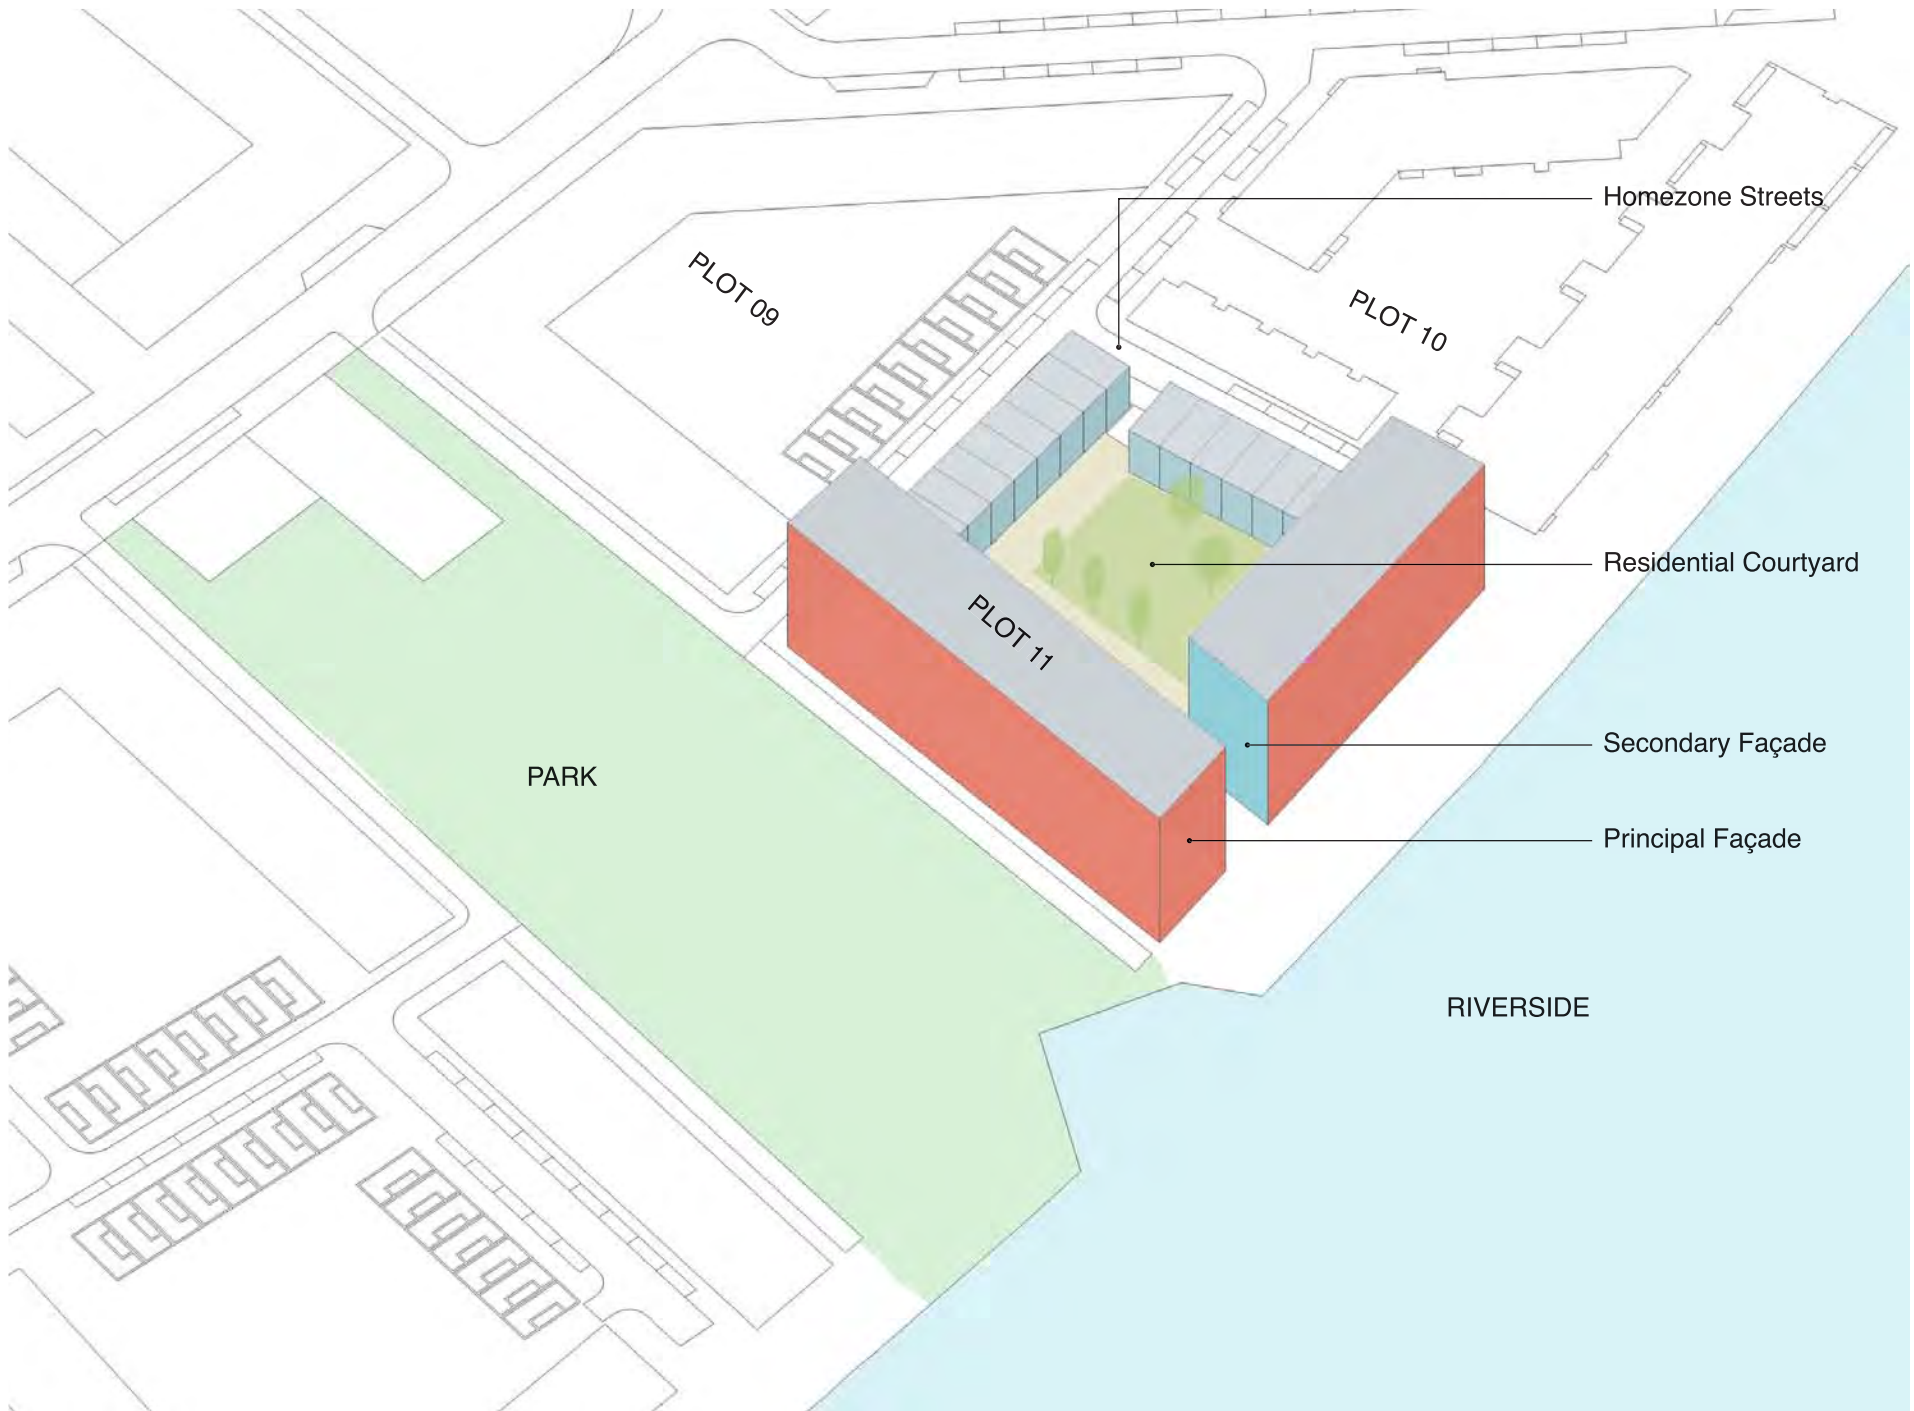 Homezone Streets
PLOT 09
PLOT 10
Residential Courtyard
PLOT 11
Secondary Façade
PARK
Principal Façade
RIVERSIDE